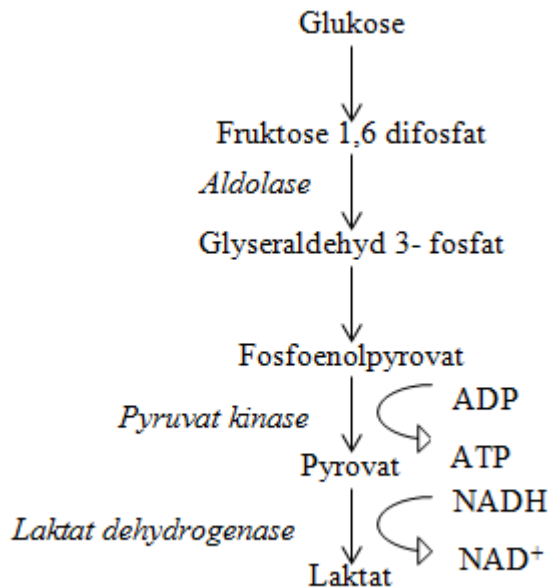 Glukose
Fruktose 1,6 difosfat
Aldolase
Glyseraldehyd 3- fosfat
Fosfoenolpyrovat
ADP
Pyruvat kinase
ATP
Pyrovat
NADH
Laktat dehydrogenase
NAD⁺
Laktat